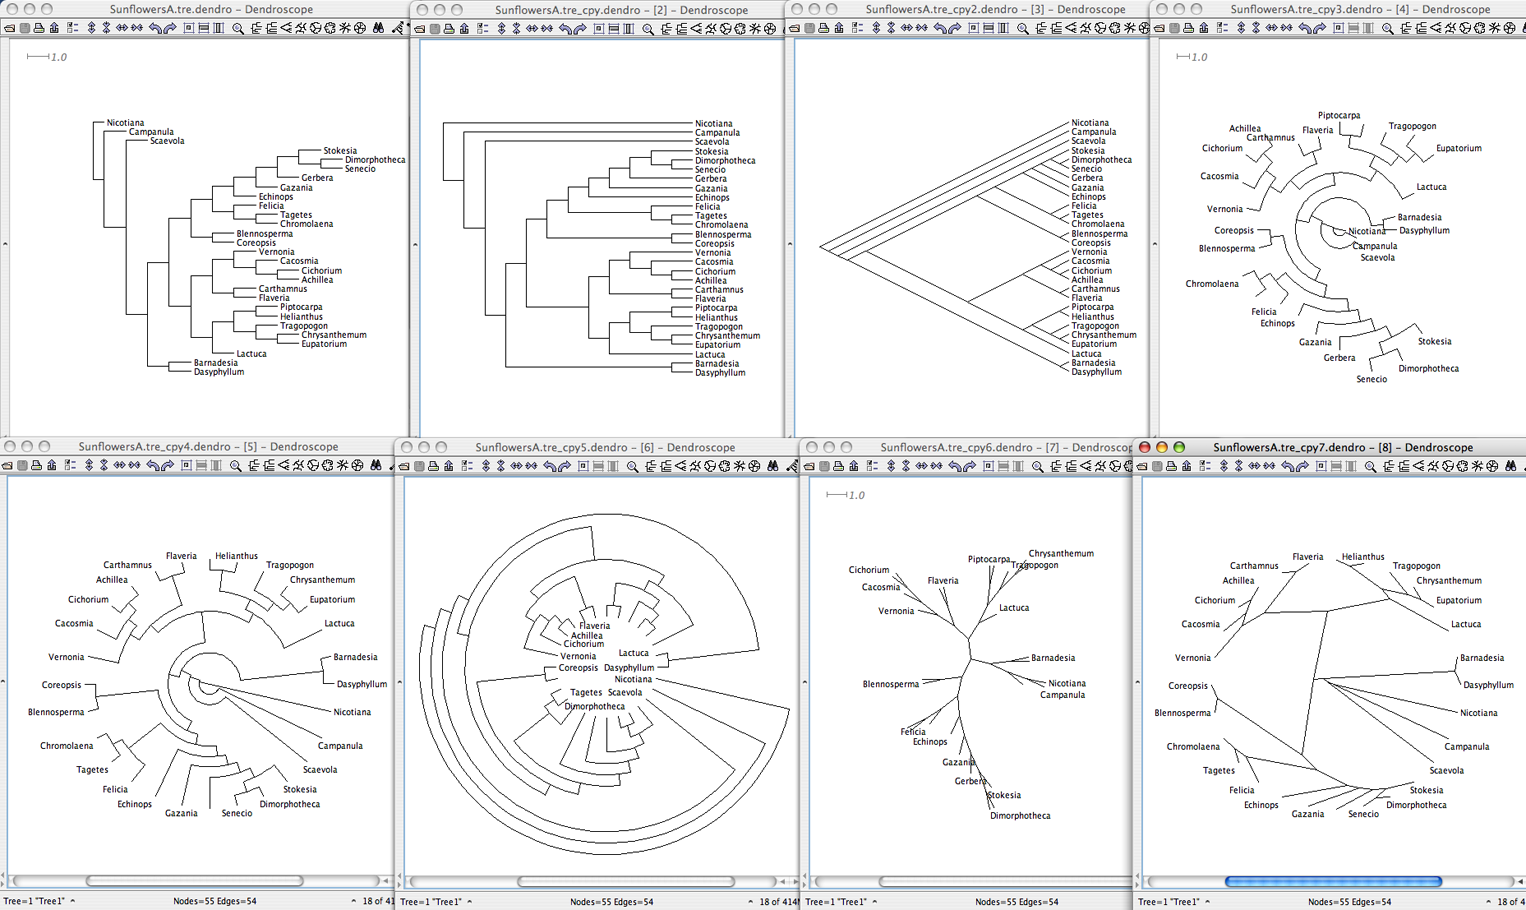 SunflowersA.tre.dendro – Dendroscope
SunflowersA.tre_cpy.dendro – [2] – Dendroscope
SunflowersA.tre_cpy2.dendro – [3] – Dendroscope
SunflowersA.tre_cpy3.dendro – [4] – Dendroscope
1.0
Nicotiana
Campanula
Scaevola
Stokesia
Dimorphotheca
Senecio
Gerbera
Gazania
Echinops
Felicia
Tagetes
Chromolaena
Blennosperma
Coreopsis
Vernonia
Cacosmia
Cichorium
Achillea
Carthamnus
Flaveria
Piptocarpa
Helianthus
Tragopogon
Chrysanthemum
Eupatorium
Lactuca
Barnadesia
Dasyphyllum
Nicotiana
Campanula
Scaevola
Stokesia
Dimorphotheca
Senecio
Gerbera
Gazania
Echinops
Felicia
Tagetes
Chromolaena
Blennosperma
Coreopsis
Vernonia
Cacosmia
Cichorium
Achillea
Carthamnus
Flaveria
Piptocarpa
Helianthus
Tragopogon
Chrysanthemum
Eupatorium
Lactuca
Barnadesia
Dasyphyllum
Nicotiana
Campanula
Scaevola
Stokesia
Dimorphotheca
Senecio
Gerbera
Gazania
Echinops
Felicia
Tagetes
Chromolaena
Blennosperma
Coreopsis
Vernonia
Cacosmia
Cichorium
Achillea
Carthamnus
Flaveria
Piptocarpa
Helianthus
Tragopogon
Chrysanthemum
Eupatorium
Lactuca
Barnadesia
Dasyphyllum
1.0
Piptocarpa
Achillea
Flaveria
Tragopogon
Carthamnus
Cichorium
Eupatorium
Cacosmia
Lactuca
Vernonia
Barnadesia
Coreopsis
Nicotiana
Dasyphyllum
Blennosperma
Campanula
Scaevola
Chromolaena
Felicia
Echinops
Gazania
Stokesia
Gerbera
Dimorphotheca
Senecio
SunflowersA.tre_cpy4.dendro – [5] – Dendroscope
SunflowersA.tre_cpy5.dendro – [6] – Dendroscope
SunflowersA.tre_cpy6.dendro – [7] – Dendroscope
SunflowersA.tre_cpy7.dendro – [8] – Dendroscope
Flaveria
Helianthus
Carthamnus
Tragopogon
Achillea
Chrysanthemum
Cichorium
Eupatorium
Cacosmia
Lactuca
Vernonia
Barnadesia
Coreopsis
Dasyphyllum
Blennosperma
Nicotiana
Chromolaena
Campanula
Tagetes
Scaevola
Felicia
Stokesia
Echinops
Dimorphotheca
Gazania
Senecio
Flaveria
Achillea
Cichorium
Vernonia
Lactuca
Coreopsis
Dasyphyllum
Nicotiana
Tagetes
Scaevola
Dimorphotheca
1.0
Chrysanthemum
Piptocarpa
Tragopogon
Cichorium
Flaveria
Cacosmia
Vernonia
Lactuca
Barnadesia
Blennosperma
Nicotiana
Campanula
Felicia
Echinops
Gazania
Gerbera
Stokesia
Dimorphotheca
Flaveria
Helianthus
Carthamnus
Tragopogon
Achillea
Chrysanthemum
Cichorium
Eupatorium
Cacosmia
Lactuca
Vernonia
Barnadesia
Coreopsis
Dasyphyllum
Blennosperma
Nicotiana
Chromolaena
Campanula
Tagetes
Scaevola
Felicia
Stokesia
Echinops
Dimorphotheca
Gazania
Senecio
Tree=1 "Tree1"
Nodes=55 Edges=54
18 of 41
Tree=1 "Tree1"
Nodes=55 Edges=54
18 of 414
Tree=1 "Tree1"
Nodes=55 Edges=54
Tree=1 "Tree1"
Nodes=55 Edges=54
18 of 4